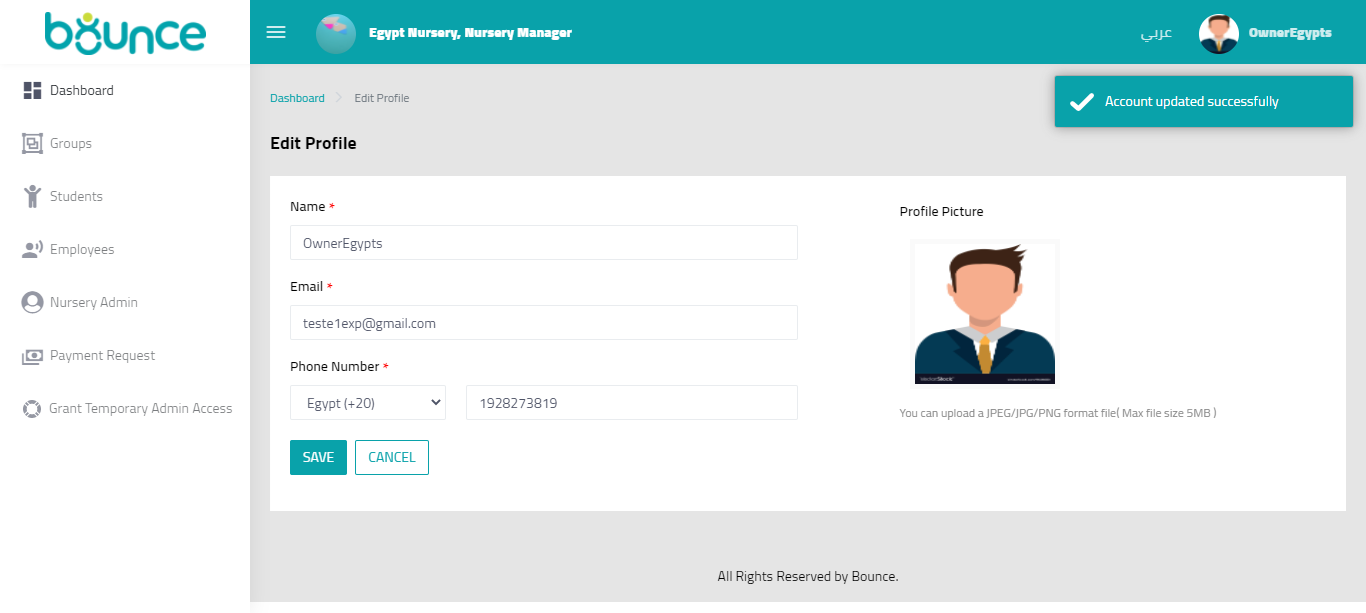 bounce
Egypt Nursery, Nursery Manager
عربي
OwnerEgypts
Dashboard
Groups
Students
Employees
Nursery Admin
Payment Request
Grant Temporary Admin Access
Dashboard
Edit Profile
Account updated successfully
Edit Profile
Name *
OwnerEgypts
Email *
teste1exp@gmail.com
Phone Number *
Egypt (+20)
1928273819
SAVE
CANCEL
Profile Picture
VectorStock
You can upload a JPEG/JPG/PNG format file( Max file size 5MB )
All Rights Reserved by Bounce.